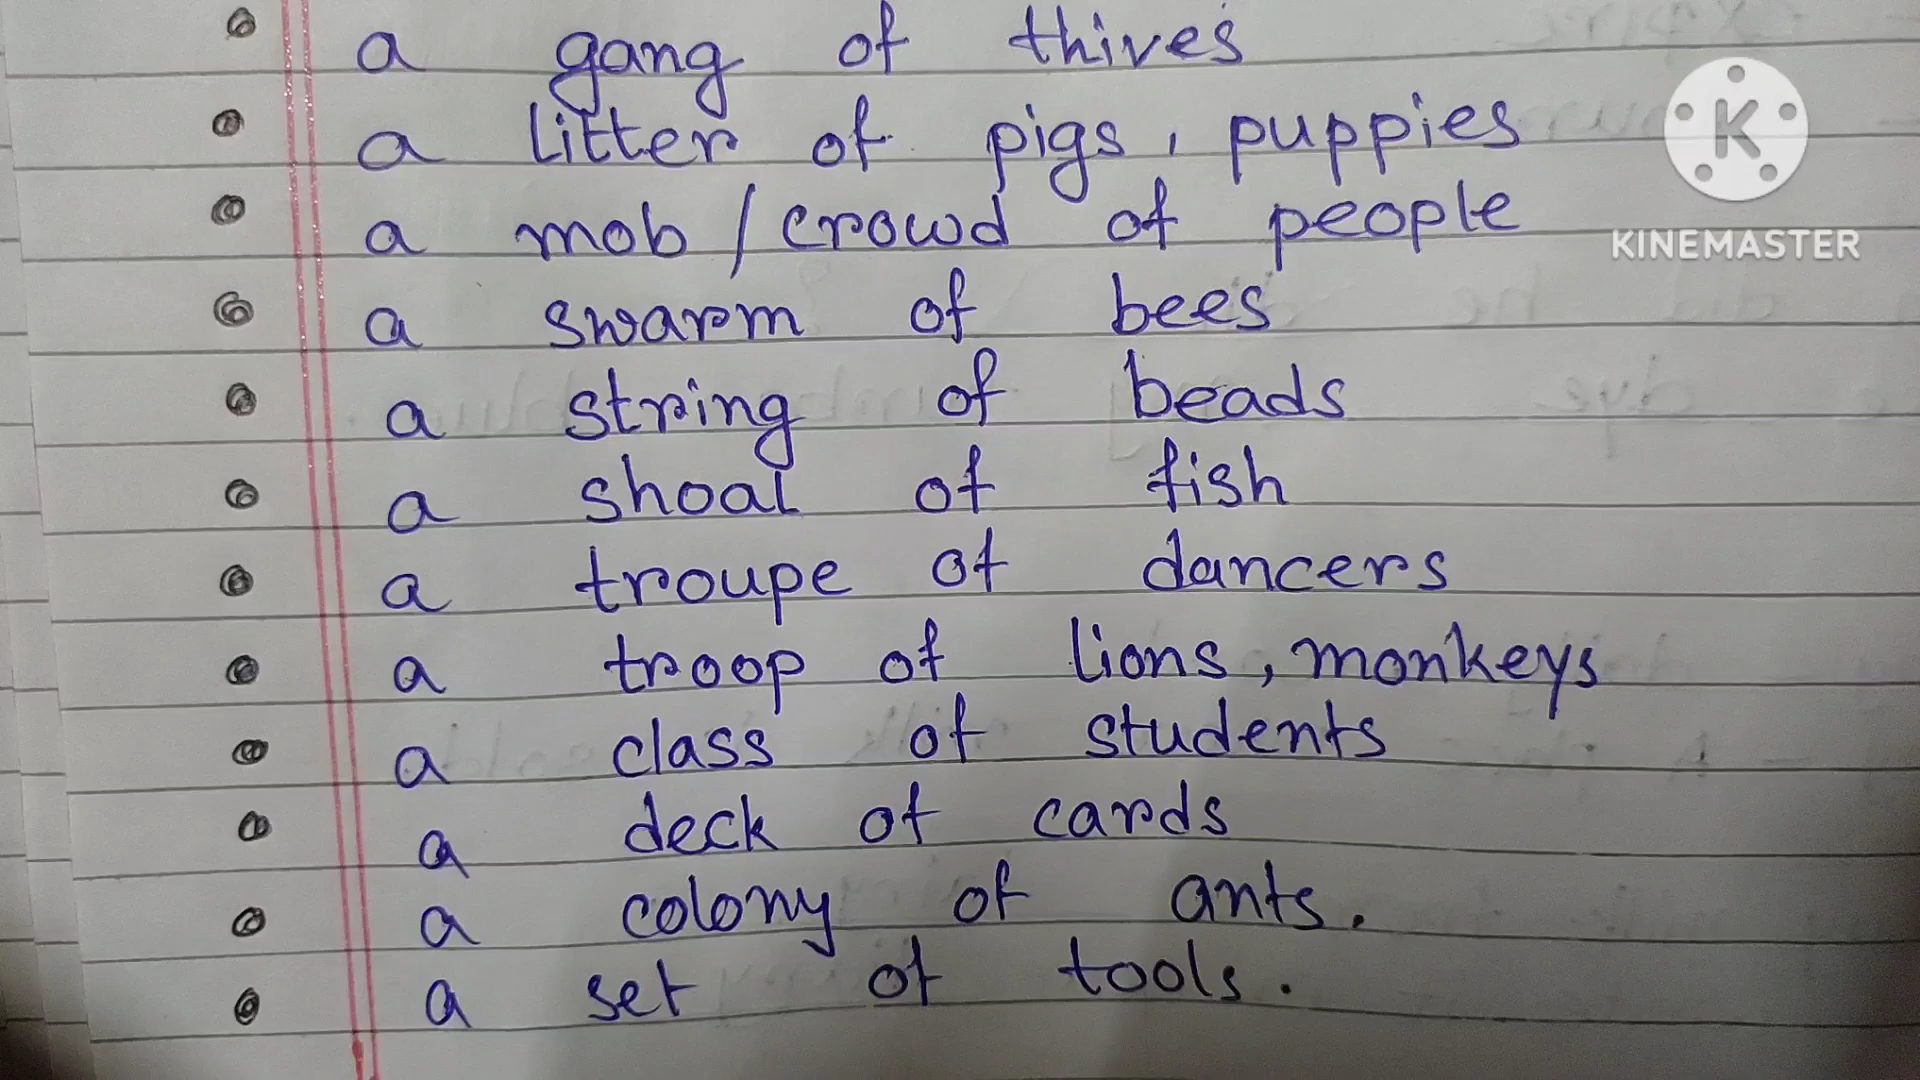 a gang of thives
a litter of pigs, puppies
a mob / crowd of people
K
KINEMASTER
a swarm of bees
a string of beads
a shoal of fish
a troupe of dancers
a troop of lions, monkeys
a class of students
a deck of cards
a colony of ants.
a set of tools.